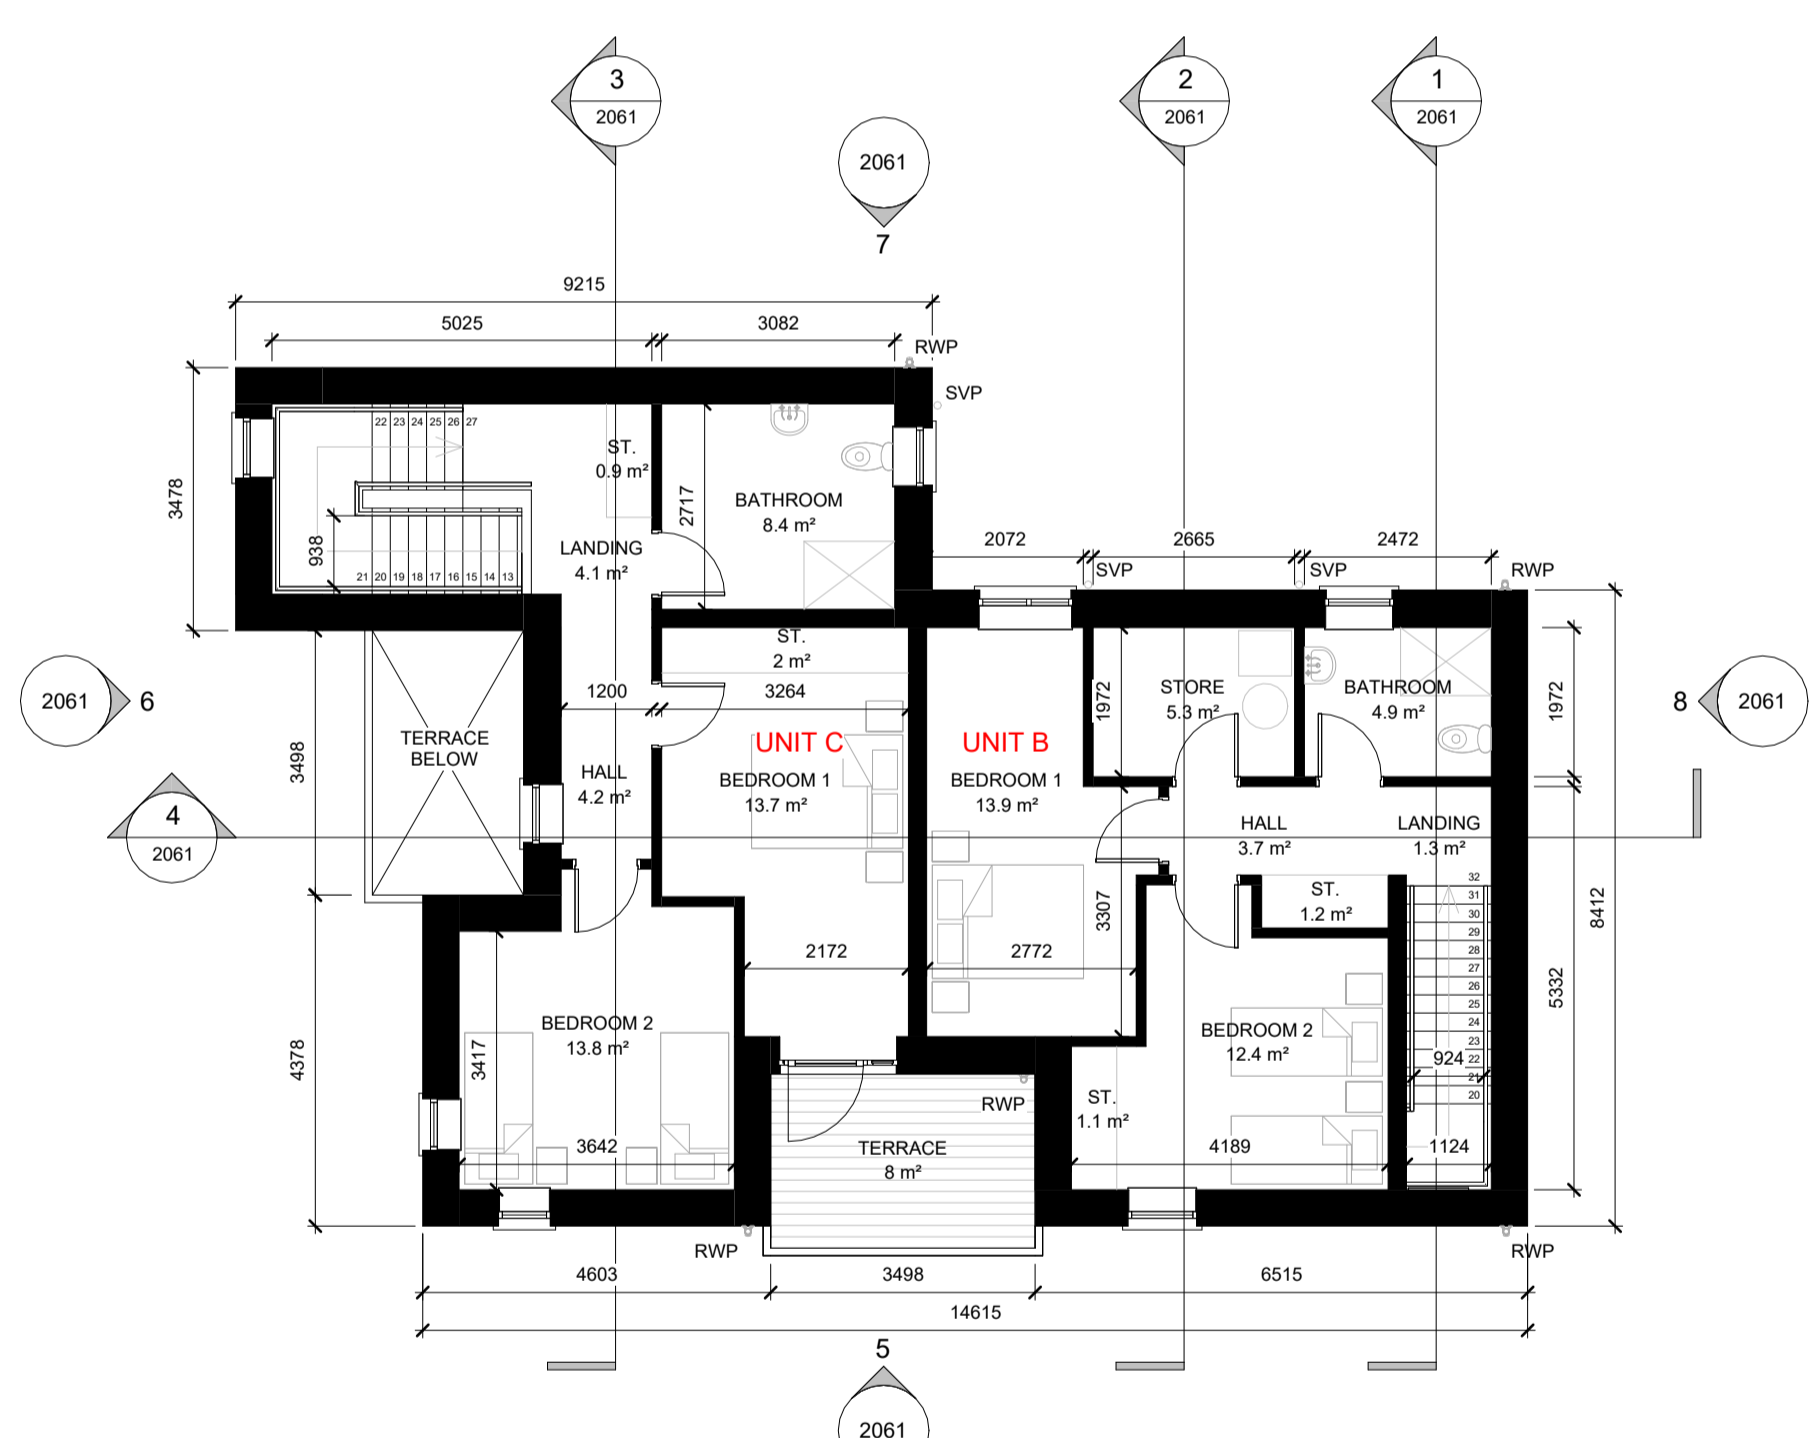 3
2061
2
2061
1
2061
2061
7
9215
5025
3082
RWP
SVP
22 23 24 25 26 27
ST.
0.9 m²
BATHROOM
8.4 m²
2717
3478
938
LANDING
4.1 m²
21 20 19 18 17 16 15 14 13
2072
2665
2472
SVP
SVP
RWP
ST.
2 m²
1200
3264
2061
6
TERRACE
BELOW
3498
HALL
4.2 m²
UNIT C
BEDROOM 1
13.7 m²
UNIT B
BEDROOM 1
13.9 m²
1972
STORE
5.3 m²
BATHROOM
4.9 m²
1972
8
2061
4
2061
HALL
3.7 m²
LANDING
1.3 m²
ST.
1.2 m²
32
31
30
29
28
27
26
25
24
23
22
21
20
924
8412
5332
3307
2172
2772
BEDROOM 2
13.8 m²
3417
4378
3642
BEDROOM 2
12.4 m²
ST.
1.1 m²
4189
1124
RWP
TERRACE
8 m²
RWP
RWP
4603
3498
6515
14615
5
2061